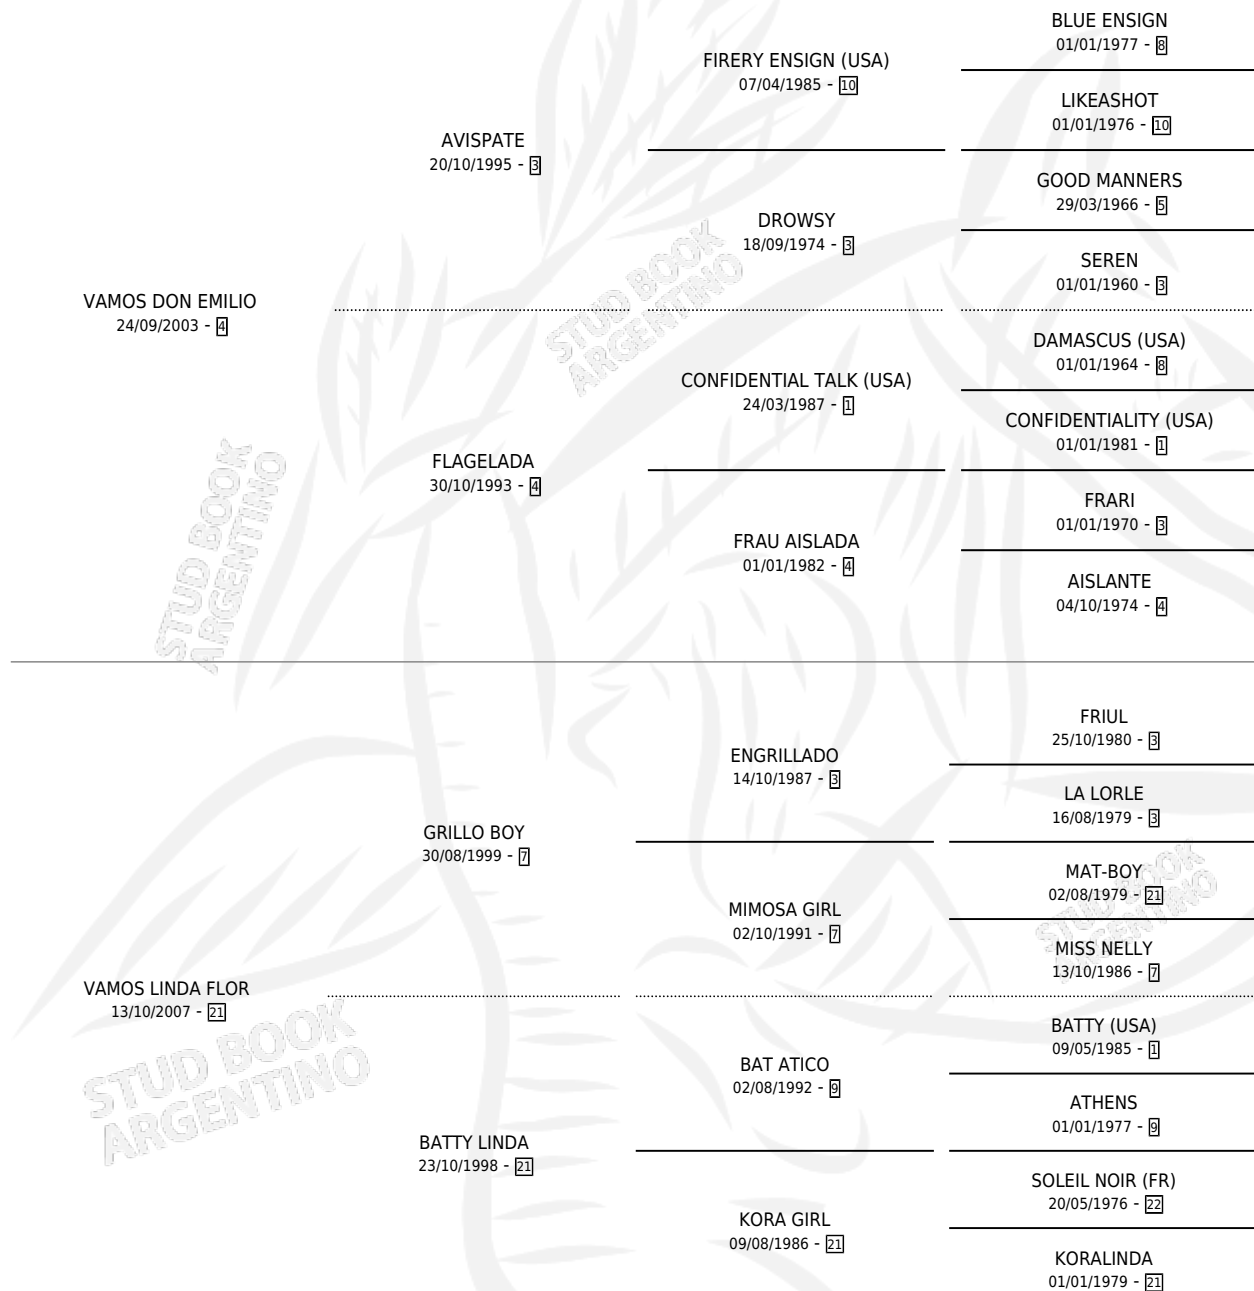 BLUE ENSIGN
01/01/1977 - 8
FIRERY ENSIGN (USA)
07/04/1985 - 10
LIKEASHOT
01/01/1976 - 10
AVISPATE
20/10/1995 - 3
GOOD MANNERS
29/03/1966 - 5
DROWSY
18/09/1974 - 3
SEREN
01/01/1960 - 3
VAMOS DON EMILIO
24/09/2003 - 4
DAMASCUS (USA)
01/01/1964 - 8
CONFIDENTIAL TALK (USA)
24/03/1987 - 1
CONFIDENTIALITY (USA)
01/01/1981 - 1
FLAGELADA
30/10/1993 - 4
FRARI
01/01/1970 - 3
FRAU AISLADA
01/01/1982 - 4
AISLANTE
04/10/1974 - 4
FRIUL
25/10/1980 - 3
ENGRILLADO
14/10/1987 - 3
LA LORLE
16/08/1979 - 3
GRILLO BOY
30/08/1999 - 7
MAT-BOY
02/08/1979 - 21
MIMOSA GIRL
02/10/1991 - 7
MISS NELLY
13/10/1986 - 7
VAMOS LINDA FLOR
13/10/2007 - 21
BATTY (USA)
09/05/1985 - 1
BAT ATICO
02/08/1992 - 9
ATHENS
01/01/1977 - 9
BATTY LINDA
23/10/1998 - 21
SOLEIL NOIR (FR)
20/05/1976 - 22
KORA GIRL
09/08/1986 - 21
KORALINDA
01/01/1979 - 21
STUD BOOK
ARGENTINO
STUD BOOK
ARGENTINO
STUD BOOK
ARGENTINO
STUD BOOK
ARGENTINO